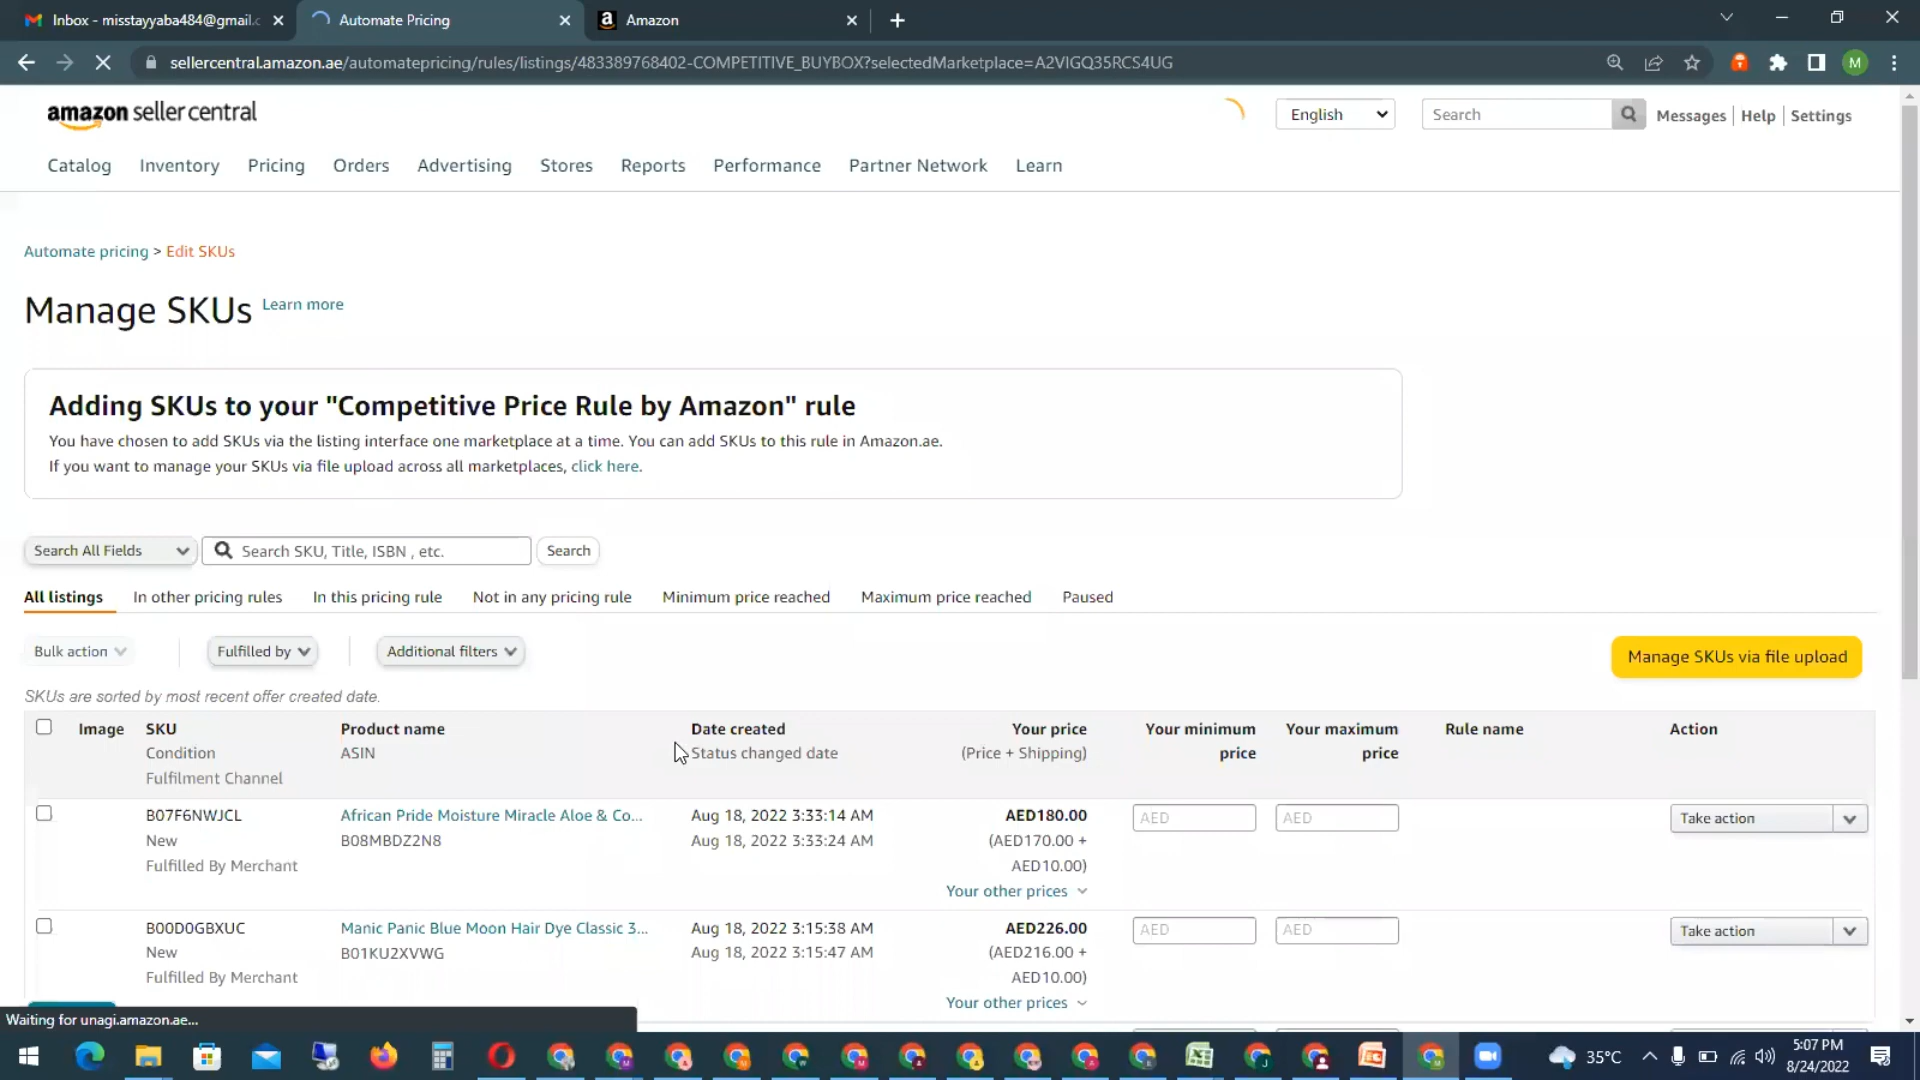 Inbox - misstayyaba484@gmail.c
Automate Pricing
Amazon
sellercentral.amazon.ae/automatepricing/rules/listings/483389768402-COMPETITIVE_BUYBOX?selectedMarketplace=A2VIGQ35RCS4UG
M
amazon seller central
English
Search
Messages | Help | Settings
Catalog Inventory Pricing Orders Advertising Stores Reports Performance Partner Network Learn
Automate pricing > Edit SKUs
Manage SKUs Learn more
Adding SKUs to your "Competitive Price Rule by Amazon" rule
You have chosen to add SKUs via the listing interface one marketplace at a time. You can add SKUs to this rule in Amazon.ae.
If you want to manage your SKUs via file upload across all marketplaces, click here.
Search All Fields Search SKU, Title, ISBN , etc. Search
All listings In other pricing rules In this pricing rule Not in any pricing rule Minimum price reached Maximum price reached Paused
Bulk action Fulfilled by Additional filters Manage SKUs via file upload
SKUs are sorted by most recent offer created date.
Image SKU Product name Date created Your price Your minimum Your maximum Rule name Action
Condition ASIN Status changed date (Price + Shipping) price price
Fulfilment Channel
B07F6NWJCL African Pride Moisture Miracle Aloe & Co... Aug 18, 2022 3:33:14 AM AED180.00 AED AED Take action
New B08MBDZ2N8 Aug 18, 2022 3:33:24 AM (AED170.00 +
Fulfilled By Merchant AED10.00)
Your other prices
B00D0GBXUC Manic Panic Blue Moon Hair Dye Classic 3... Aug 18, 2022 3:15:38 AM AED226.00 AED AED Take action
New B01KU2XVWG Aug 18, 2022 3:15:47 AM (AED216.00 +
Fulfilled By Merchant AED10.00)
Your other prices
Waiting for unagi.amazon.ae...
35°C
5:07 PM
8/24/2022